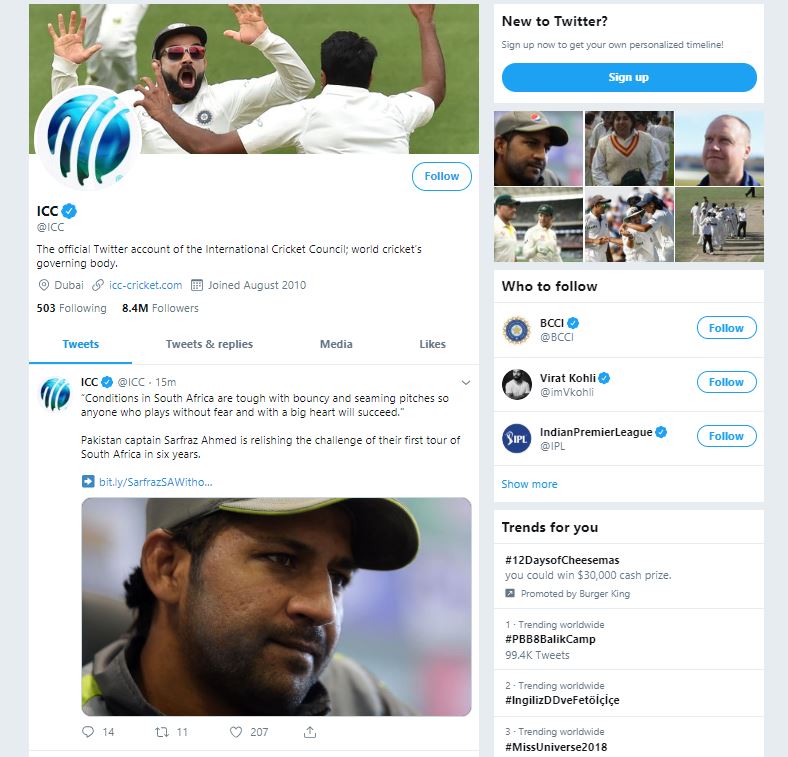 ICC
@ICC
Follow
The official Twitter account of the International Cricket Council; world cricket's
governing body.
Dubai icc-cricket.com Joined August 2010
503 Following 8.4M Followers
Tweets Tweets & replies Media Likes
ICC @ICC · 15m
"Conditions in South Africa are tough with bouncy and seaming pitches so
anyone who plays without fear and with a big heart will succeed."
Pakistan captain Sarfraz Ahmed is relishing the challenge of their first tour of
South Africa in six years.
bit.ly/SarfrazSAWitho...
14 11 207
New to Twitter?
Sign up now to get your own personalized timeline!
Sign up
Who to follow
BCCI
@BCCI
Follow
Virat Kohli
@imVkohli
Follow
IPL
IndianPremierLeague
@IPL
Follow
Show more
Trends for you
#12DaysofCheesemas
you could win $30,000 cash prize.
Promoted by Burger King
1 · Trending worldwide
#PBB8BalikCamp
99.4K Tweets
2 · Trending worldwide
#IngilizDDveFetöİçİçe
3 · Trending worldwide
#MissUniverse2018